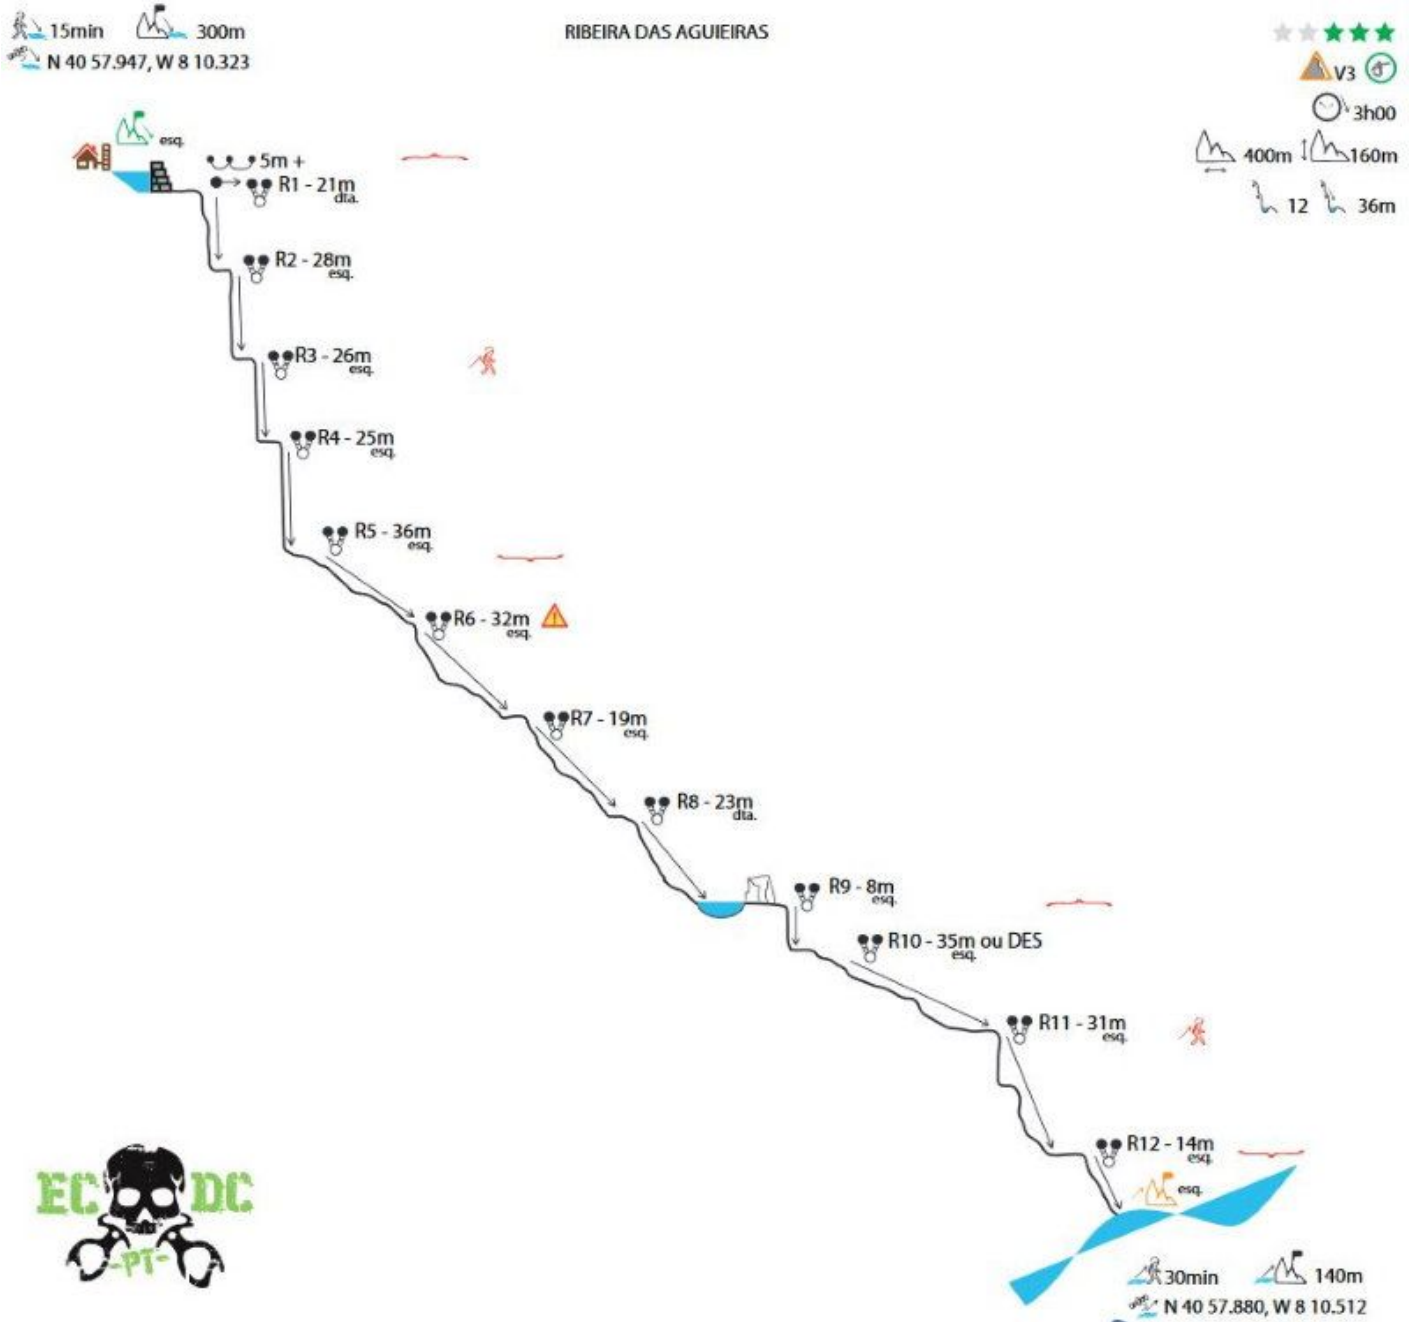 15min 300m
N 40 57.947, W 8 10.323
RIBEIRA DAS AGUIEIRAS
V3
3h00
400m 160m
12 36m
esq.
5m +
R1 - 21m
dta.
R2 - 28m
esq.
R3 - 26m
esq.
R4 - 25m
esq.
R5 - 36m
esq.
R6 - 32m
esq.
R7 - 19m
esq.
R8 - 23m
dta.
R9 - 8m
esq.
R10 - 35m ou DES
esq.
R11 - 31m
esq.
R12 - 14m
esq.
esq.
EC DC
-PT-
30min 140m
N 40 57.880, W 8 10.512